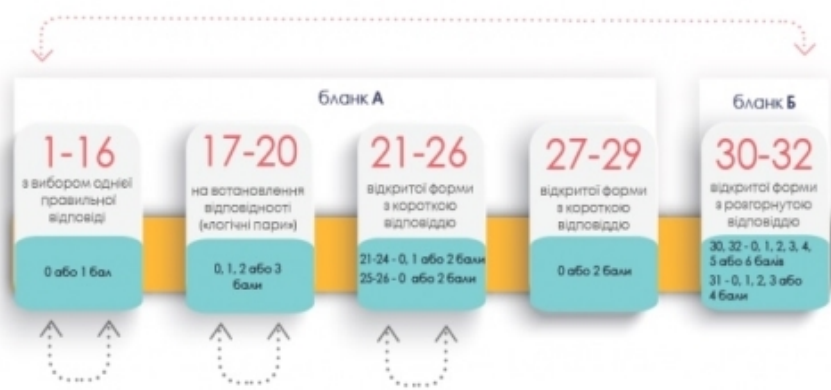 бланк А
бланк Б
1-16
з вибором однієї
правильної
відповіді
0 або 1 бал
17-20
на встановлення
відповідності
(«логічні пари»)
0, 1, 2 або 3
бали
21-26
відкритої форми
з короткою
відповіддю
21-24 - 0, 1 або 2 бали
25-26 - 0 або 2 бали
27-29
відкритої форми
з короткою
відповіддю
0 або 2 бали
30-32
відкритої форми
з розгорнутою
відповіддю
30, 32 - 0, 1, 2, 3, 4,
5 або 6 балів
31 - 0, 1, 2, 3 або
4 бали